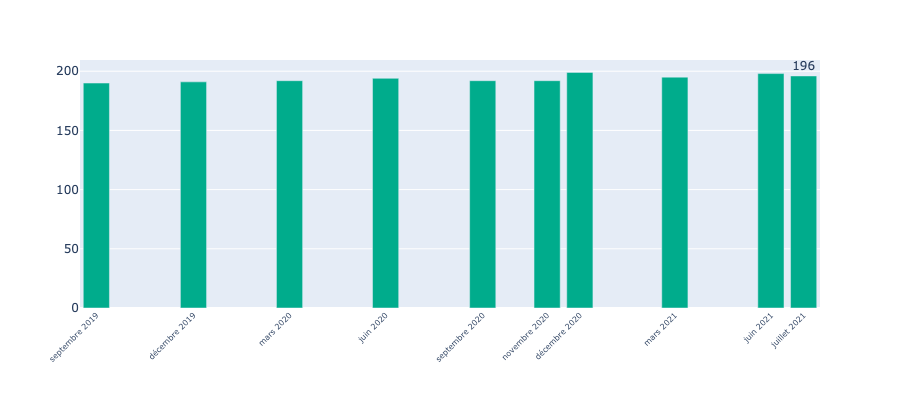 196
200
150
100
50
0
septembre 2019
décembre 2019
mars 2020
juin 2020
septembre 2020
novembre 2020
décembre 2020
mars 2021
juin 2021
juillet 2021